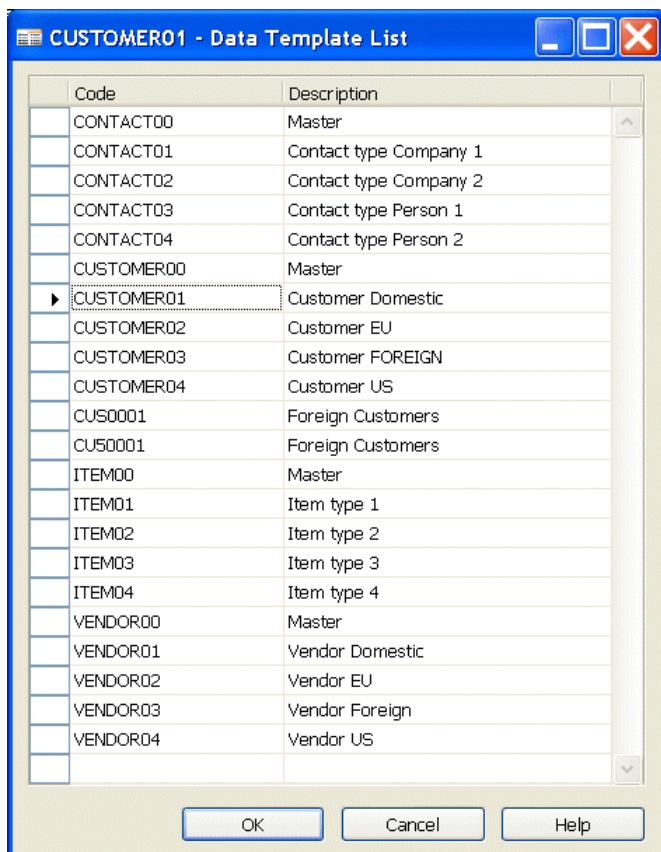 CUSTOMER01 - Data Template List
Code Description
CONTACT00 Master
CONTACT01 Contact type Company 1
CONTACT02 Contact type Company 2
CONTACT03 Contact type Person 1
CONTACT04 Contact type Person 2
CUSTOMER00 Master
CUSTOMER01 Customer Domestic
CUSTOMER02 Customer EU
CUSTOMER03 Customer FOREIGN
CUSTOMER04 Customer US
CUS0001 Foreign Customers
CU50001 Foreign Customers
ITEM00 Master
ITEM01 Item type 1
ITEM02 Item type 2
ITEM03 Item type 3
ITEM04 Item type 4
VENDOR00 Master
VENDOR01 Vendor Domestic
VENDOR02 Vendor EU
VENDOR03 Vendor Foreign
VENDOR04 Vendor US
OK Cancel Help